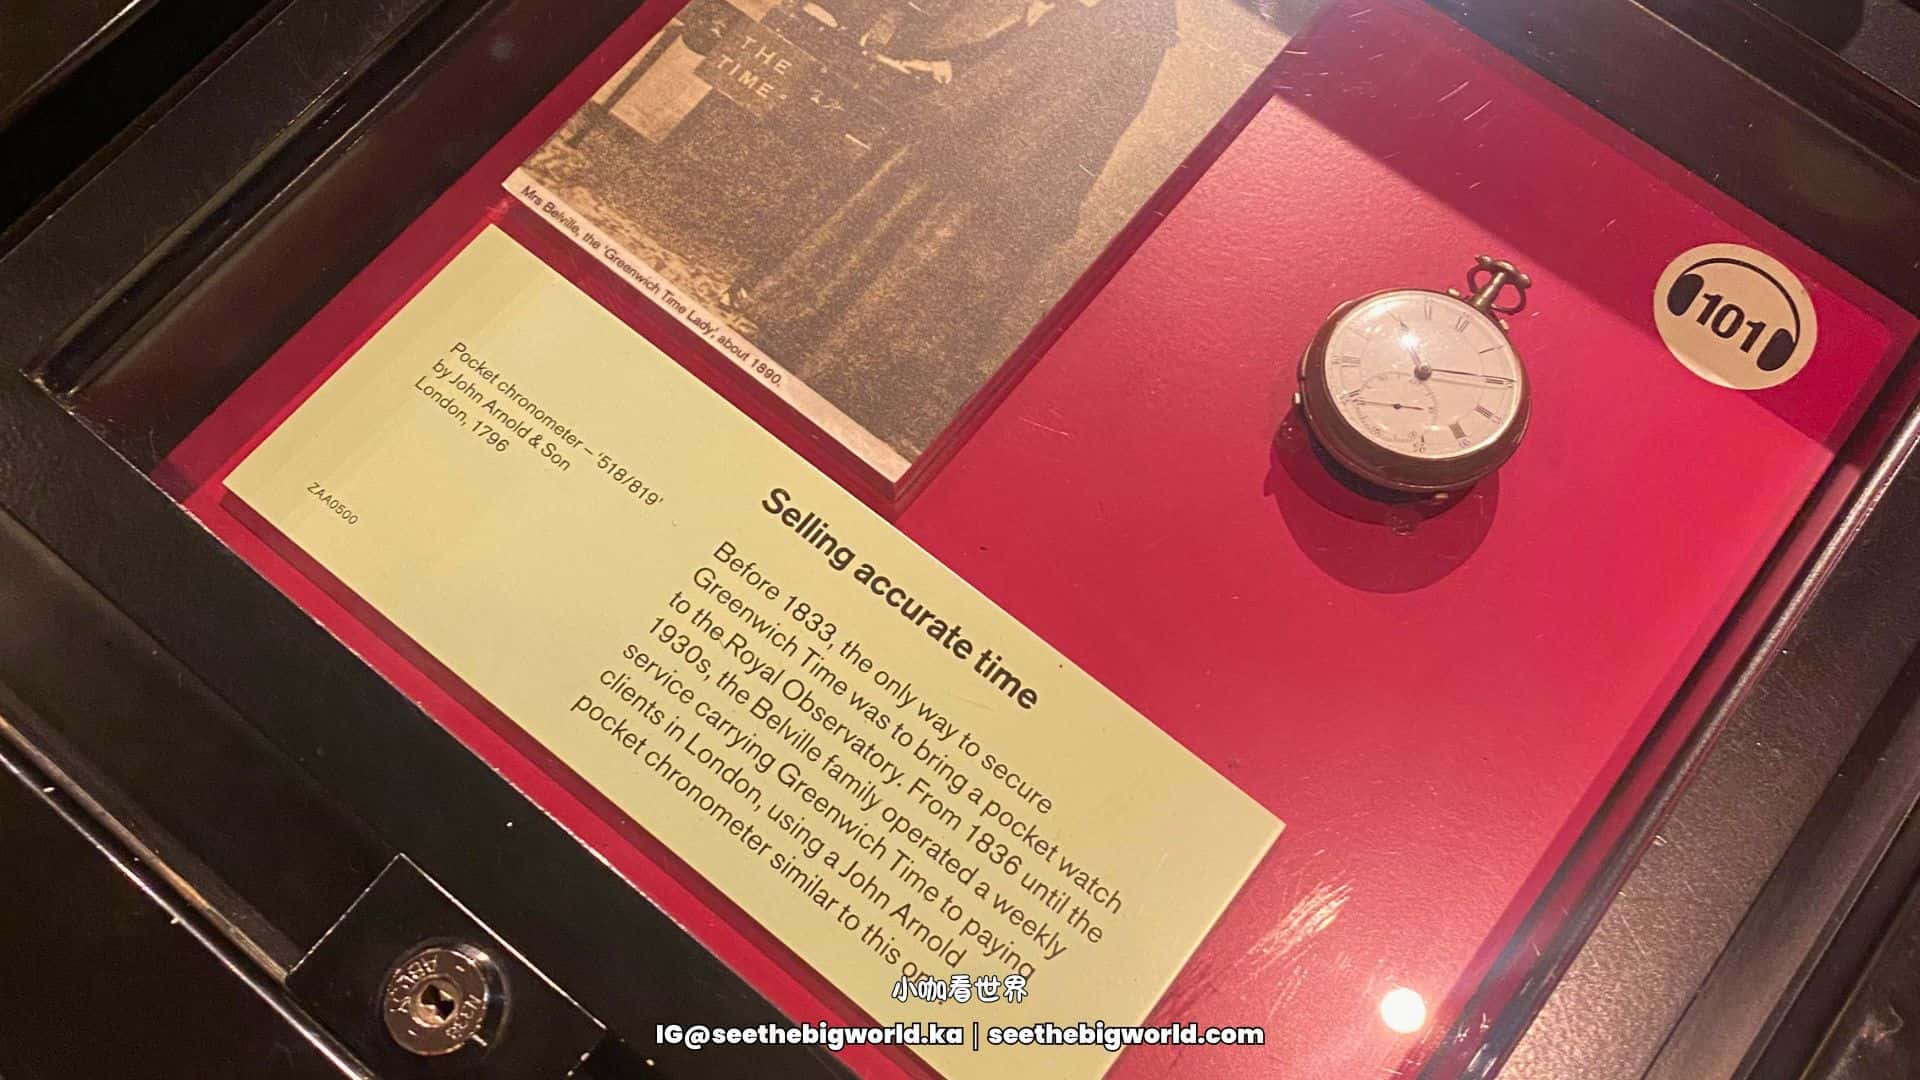 THE
TIME
Mrs Belville, the 'Greenwich Time Lady', about 1890.
101
Pocket chronometer – '518/819'
by John Arnold & Son
London, 1796
ZAA0500
Selling accurate time
Before 1833, the only way to secure
Greenwich Time was to bring a pocket watch
to the Royal Observatory. From 1836 until the
1930s, the Belville family operated a weekly
service carrying Greenwich Time to paying
clients in London, using a John Arnold
pocket chronometer similar to this
小咖看世界
IG@seethebigworld.ka | seethebigworld.com